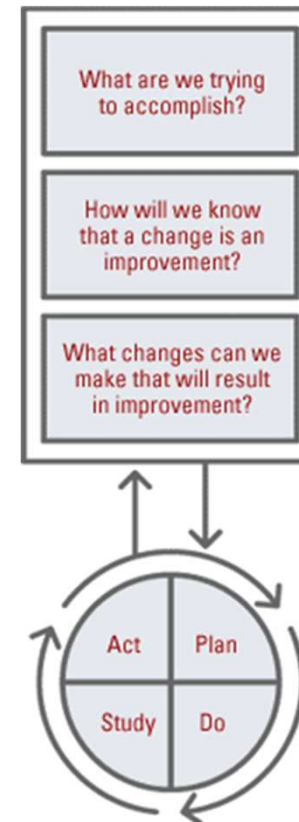 What are we trying
to accomplish?
How will we know
that a change is an
improvement?
What changes can we
make that will result
in improvement?
Act
Plan
Study
Do